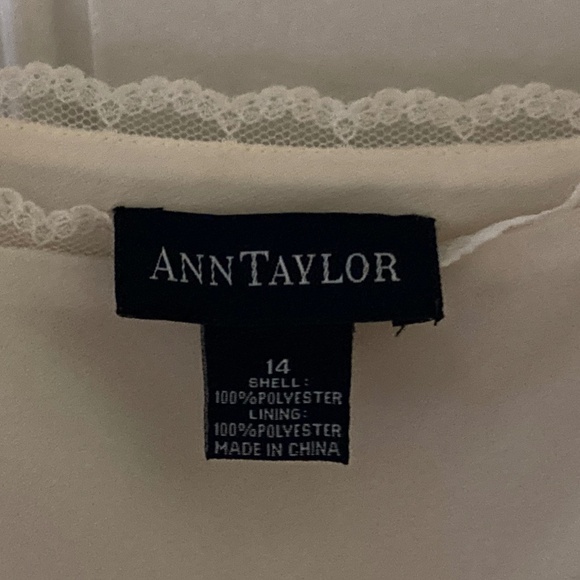 ANNTAYLOR
14
SHELL:
100%POLYESTER
LINING:
100%POLYESTER
MADE IN CHINA